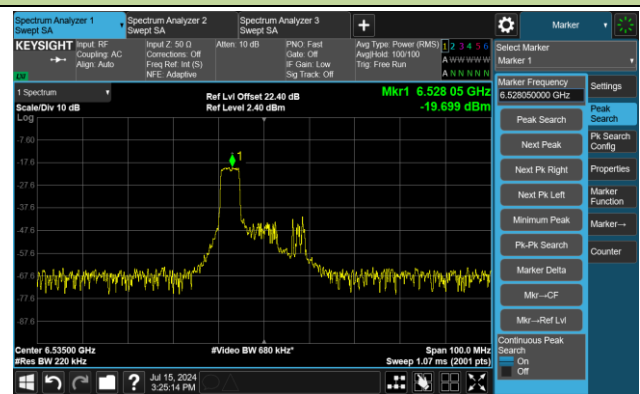 Spectrum Analyzer 1
Swept SA
Spectrum Analyzer 2
Swept SA
Spectrum Analyzer 3
Swept SA
Marker
KEYSIGHT
Input: RF
Coupling: AC
Align: Auto
Input Z: 50 Ω
Corrections: Off
Freq Ref: Int (S)
NFE: Adaptive
Atten: 10 dB
PNO: Fast
Gate: Off
IF Gain: Low
Sig Track: Off
Avg Type: Power (RMS)
Avg|Hold: 100/100
Trig: Free Run
1 2 3 4 5 6
A W W W W W
A N N N N N
LV
Select Marker
Marker 1
1 Spectrum
Scale/Div 10 dB
Log
Ref Lvl Offset 22.40 dB
Ref Level 2.40 dBm
Mkr1 6.528 05 GHz
-19.699 dBm
1
-7.60
-17.6
-27.6
-37.6
-47.6
-57.6
-67.6
-77.6
-87.6
Center 6.53500 GHz
#Res BW 220 kHz
#Video BW 680 kHz*
Span 100.0 MHz
Sweep 1.07 ms (2001 pts)
Marker Frequency
6.528050000 GHz
Peak Search
Next Peak
Next Pk Right
Next Pk Left
Minimum Peak
Pk-Pk Search
Marker Delta
Mkr→CF
Mkr→Ref Lvl
Continuous Peak
Search
On
Off
Settings
Peak
Search
Pk Search
Config
Properties
Marker
Function
Marker→
Counter
Jul 15, 2024
3:25:14 PM